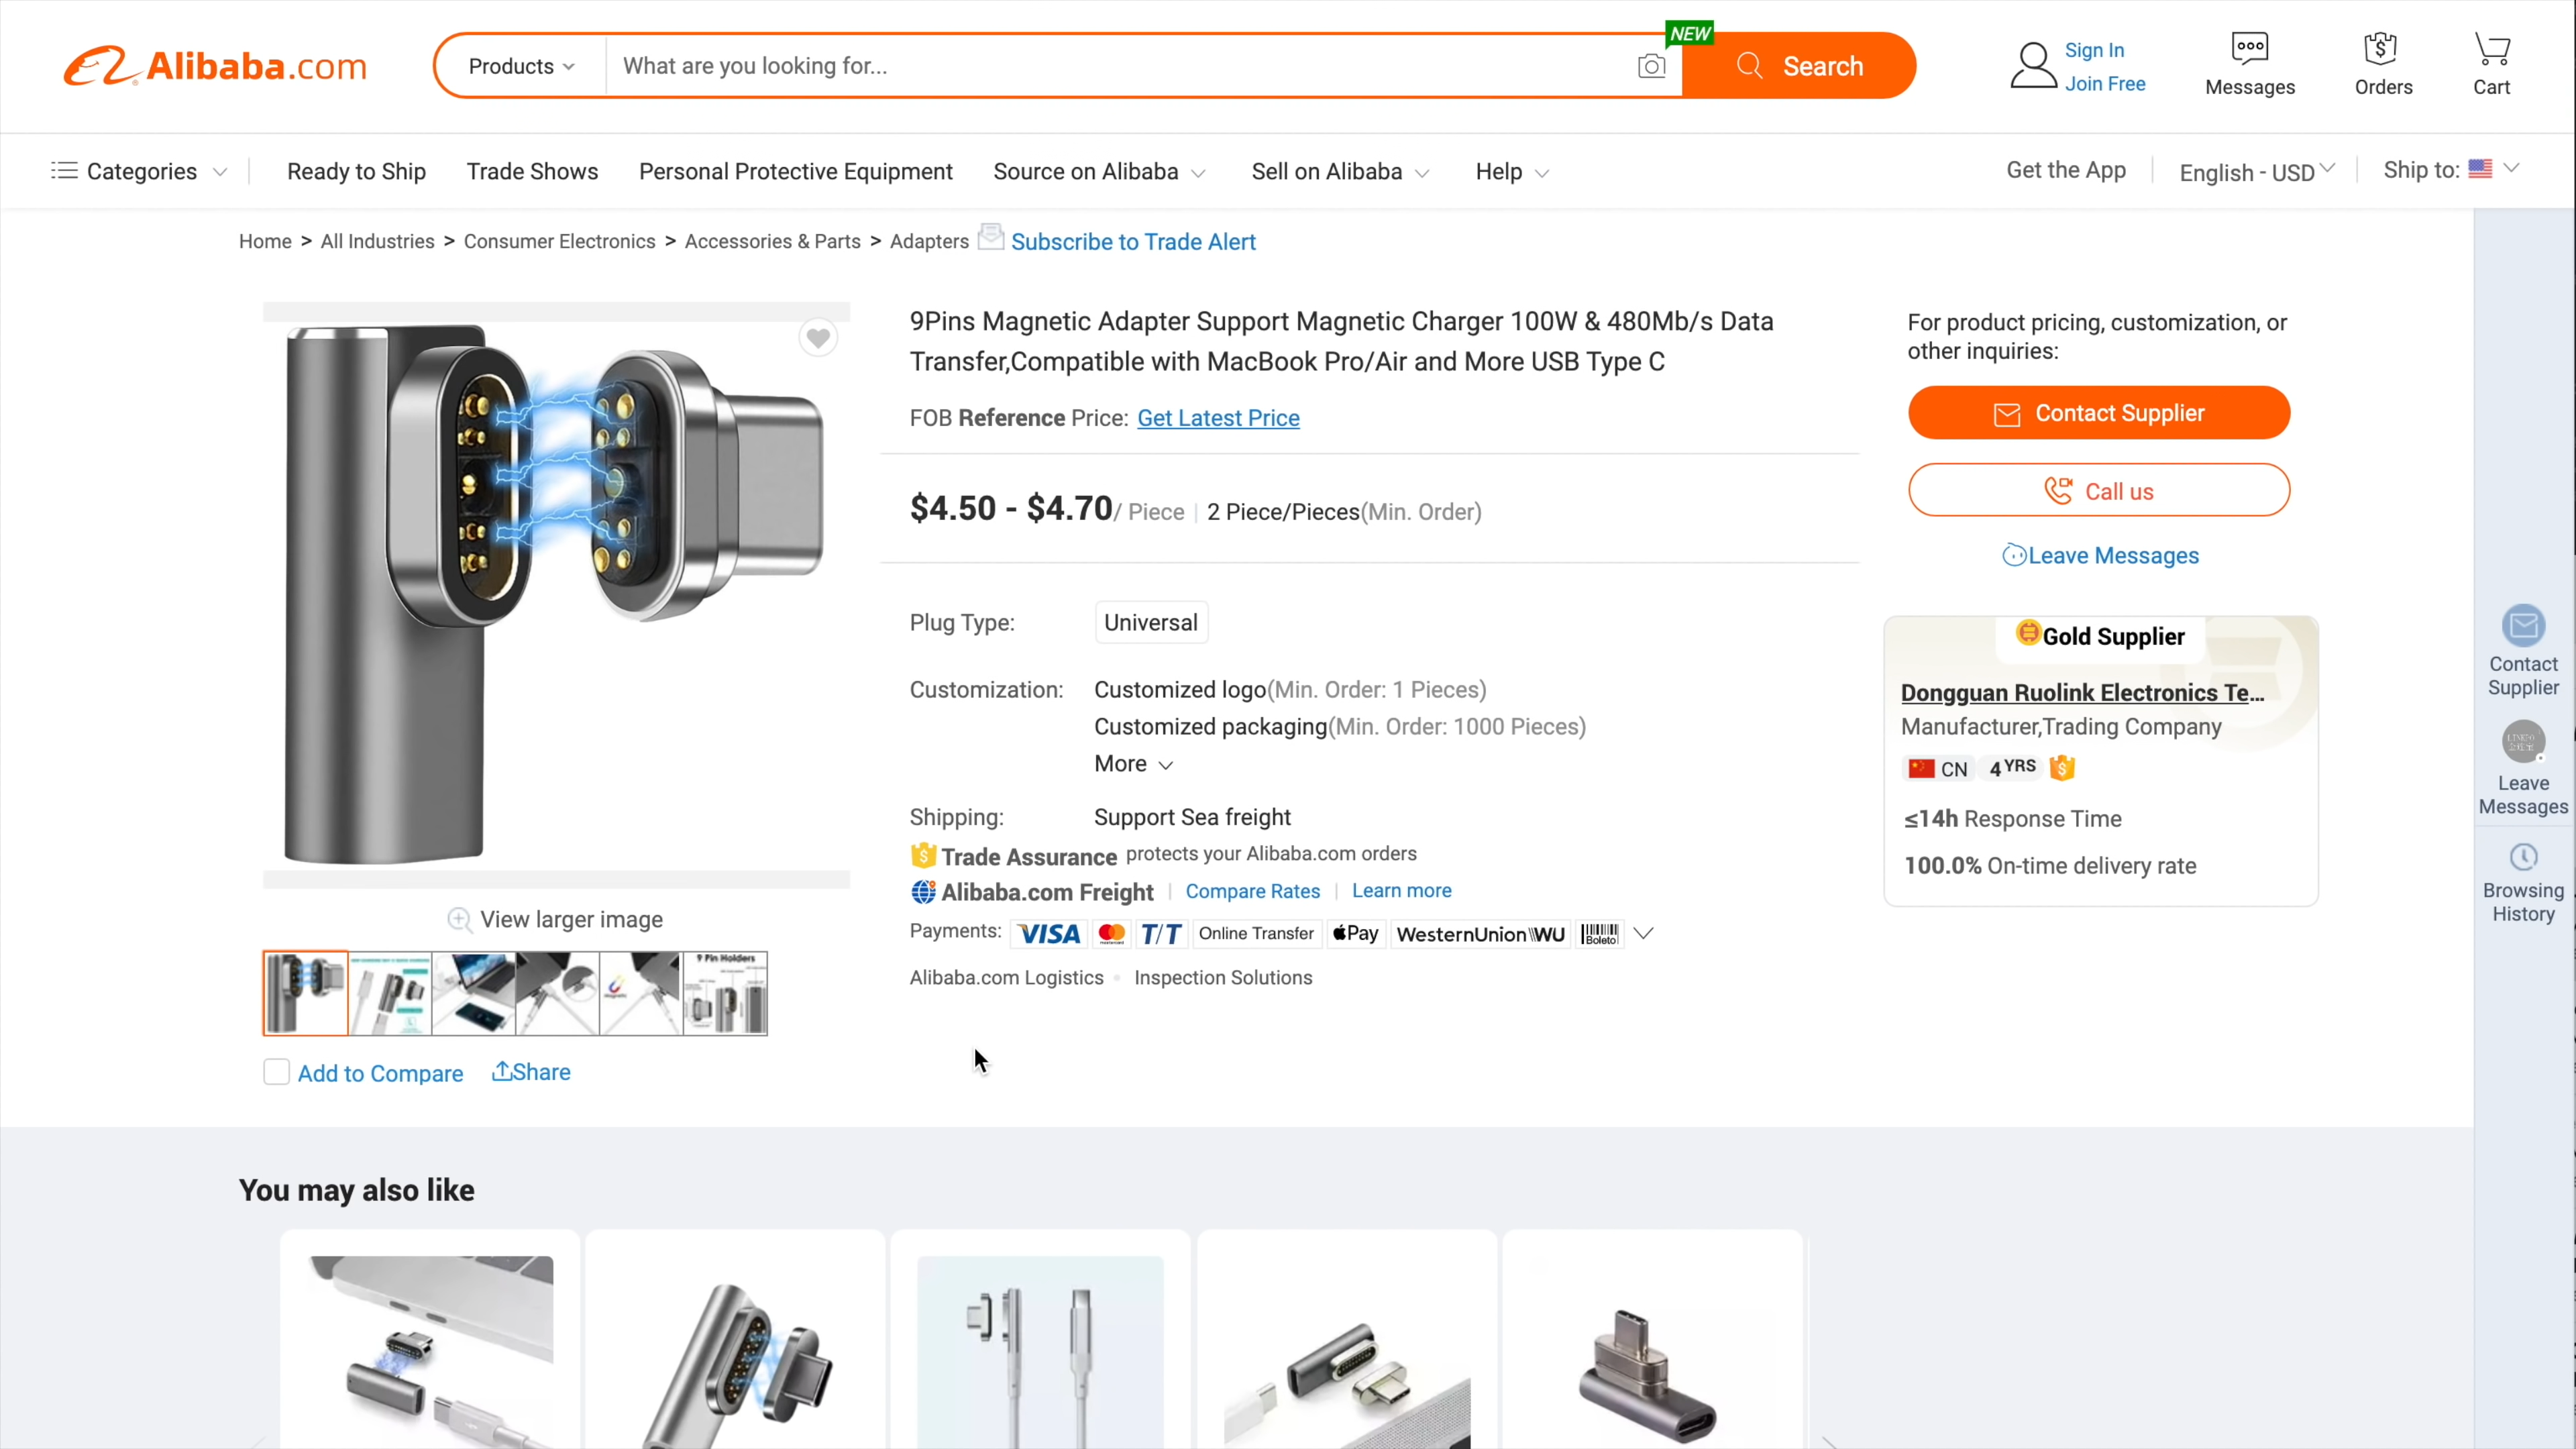 Alibaba.com
Products
What are you looking for...
NEW
Search
Sign In
Join Free
Messages
Orders
Cart
Categories
Ready to Ship
Trade Shows
Personal Protective Equipment
Source on Alibaba
Sell on Alibaba
Help
Get the App
English - USD
Ship to:
Home > All Industries > Consumer Electronics > Accessories & Parts > Adapters
Subscribe to Trade Alert
9Pins Magnetic Adapter Support Magnetic Charger 100W & 480Mb/s Data
Transfer,Compatible with MacBook Pro/Air and More USB Type C
FOB Reference Price: Get Latest Price
$4.50 - $4.70/ Piece | 2 Piece/Pieces(Min. Order)
Plug Type: Universal
Customization: Customized logo(Min. Order: 1 Pieces)
Customized packaging(Min. Order: 1000 Pieces)
More
Shipping: Support Sea freight
Trade Assurance protects your Alibaba.com orders
Alibaba.com Freight | Compare Rates | Learn more
Payments: VISA mastercard T/T Online Transfer Pay WesternUnion WU Boleto
Alibaba.com Logistics Inspection Solutions
View larger image
9 Pin Holders
Add to Compare
Share
For product pricing, customization, or
other inquiries:
Contact Supplier
Call us
Leave Messages
Gold Supplier
Dongguan Ruolink Electronics Te...
Manufacturer,Trading Company
CN 4 YRS
≤14h Response Time
100.0% On-time delivery rate
Contact
Supplier
Leave
Messages
Browsing
History
You may also like